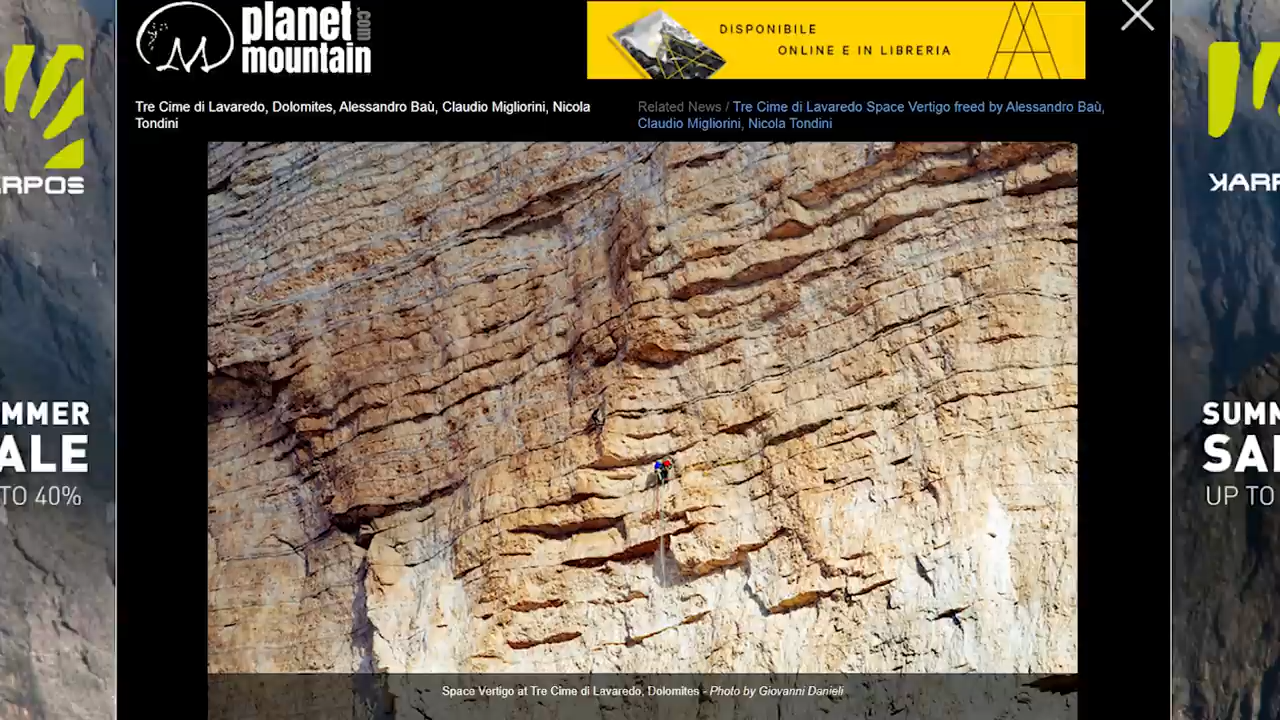 planet
.com
mountain
DISPONIBILE
ONLINE E IN LIBRERIA
Tre Cime di Lavaredo, Dolomites, Alessandro Baù, Claudio Migliorini, Nicola
Tondini
Related News / Tre Cime di Lavaredo Space Vertigo freed by Alessandro Baù,
Claudio Migliorini, Nicola Tondini
ARPOS
MMER
ALE
TO 40%
KARP
SUMM
SAL
UP TO
Space Vertigo at Tre Cime di Lavaredo, Dolomites - Photo by Giovanni Danieli